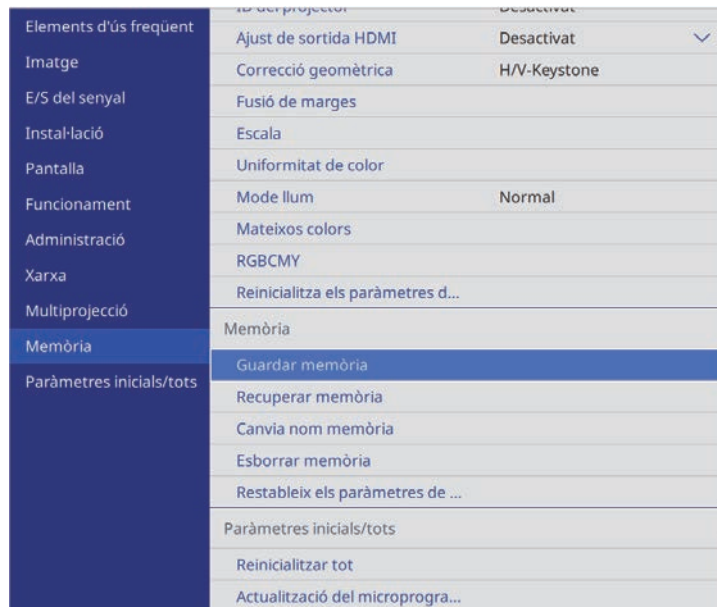 Elements d'ús freqüent
Imatge
E/S del senyal
Instal·lació
Pantalla
Funcionament
Administració
Xarxa
Multiprojecció
Memòria
Paràmetres inicials/tots
ID del projector Desactivat
Ajust de sortida HDMI Desactivat
Correcció geomètrica H/V-Keystone
Fusió de marges
Escala
Uniformitat de color
Mode llum Normal
Mateixos colors
RGBCMY
Reinicialitza els paràmetres d...
Memòria
Guardar memòria
Recuperar memòria
Canvia nom memòria
Esborrar memòria
Restableix els paràmetres de ...
Paràmetres inicials/tots
Reinicialitzar tot
Actualització del microprogra...